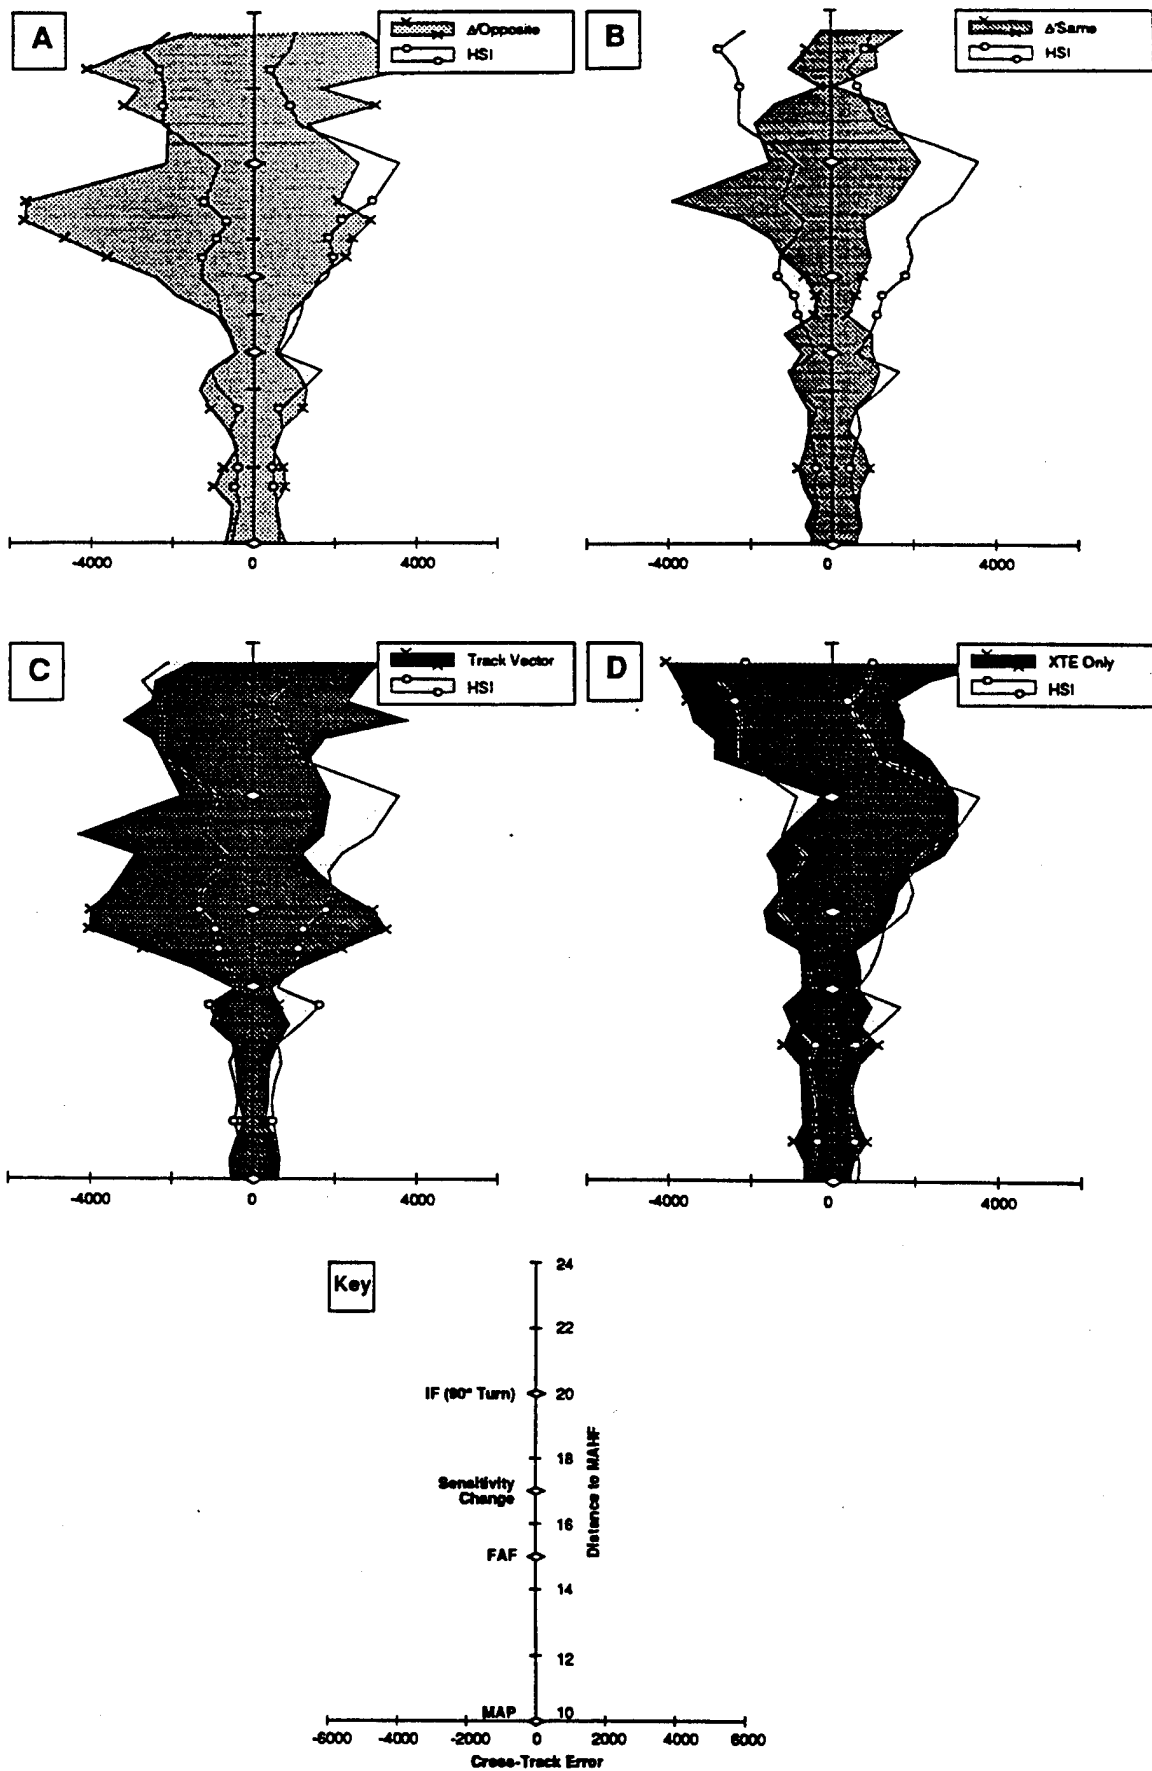 A
Δ/Opposite
HSI
-4000
0
4000
B
Δ/Same
HSI
-4000
0
4000
C
Track Vector
HSI
-4000
0
4000
D
XTE Only
HSI
-4000
0
4000
Key
24
22
IF (90° Turn)
20
18
Sensitivity
Change
16
FAF
14
12
MAP
10
Distance to MAHF
-6000
-4000
-2000
0
2000
4000
6000
Cross-Track Error